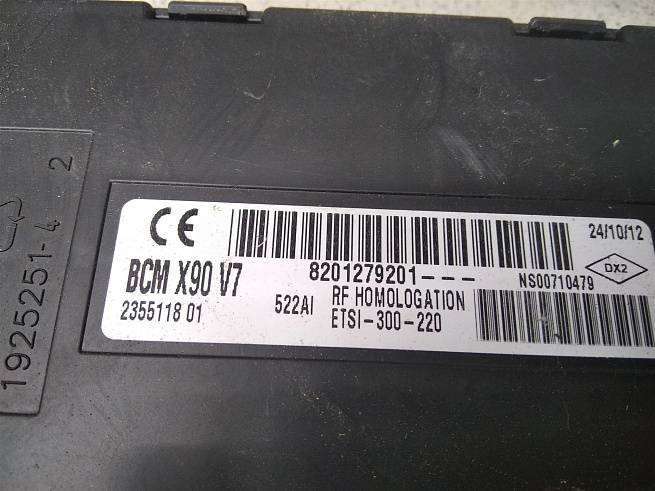 1925251-4 2
CE
24/10/12
BCM X90 V7
8201279201---
NS00710479
DX2
2355118 01
522AI
RF HOMOLOGATION
ETSI-300-220